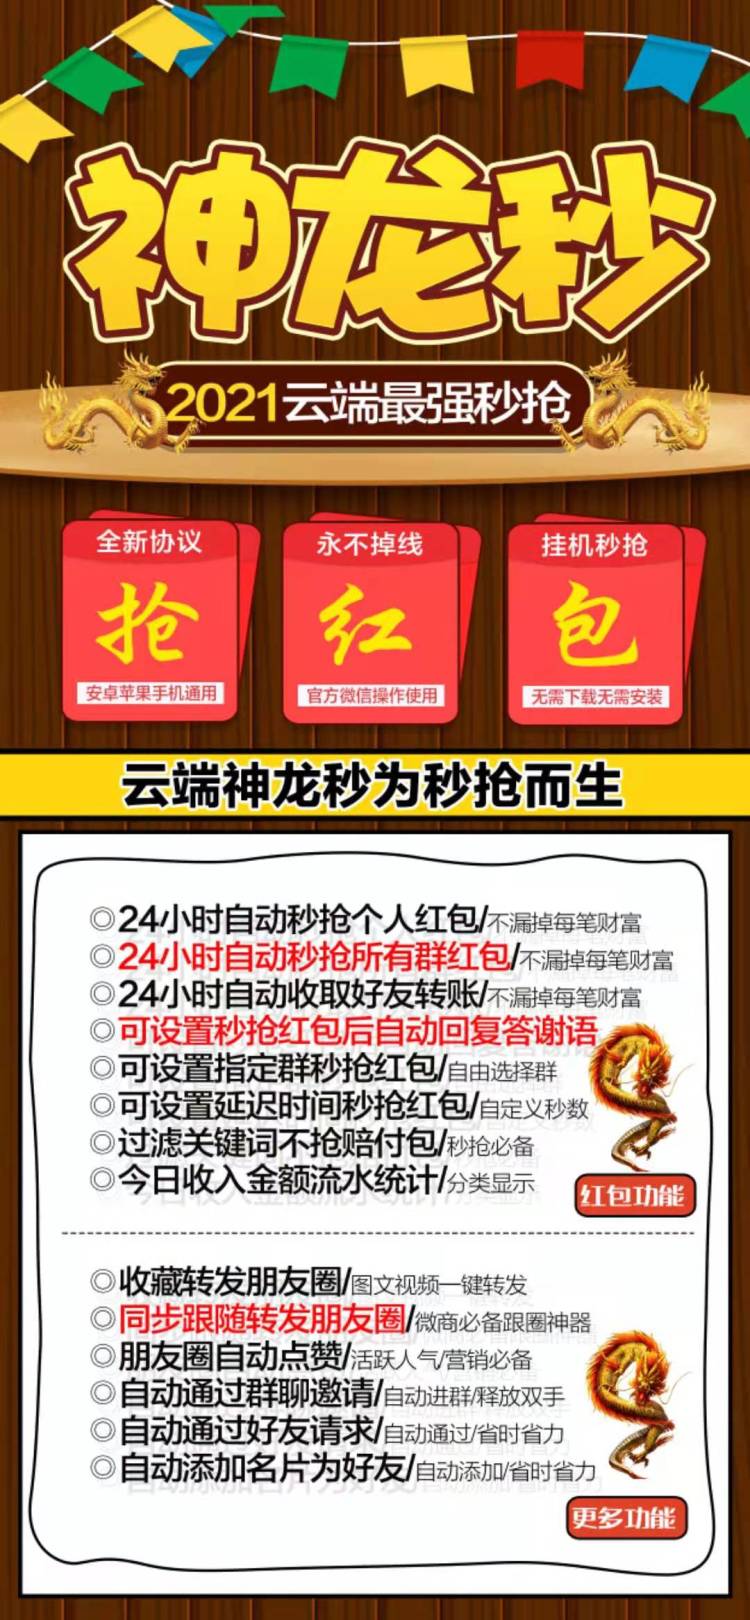 神龙秒
2021云端最强秒抢
全新协议
抢
安卓苹果手机通用
永不掉线
红
官方微信操作使用
挂机秒抢
包
无需下载无需安装
云端神龙秒为秒抢而生
◎24小时自动秒抢个人红包/不漏掉每笔财富
◎24小时自动秒抢所有群红包/不漏掉每笔财富
◎24小时自动收取好友转账/不漏掉每笔财富
◎可设置秒抢红包后自动回复答谢语
◎可设置指定群秒抢红包/自由选择群
◎可设置延迟时间秒抢红包/自定义秒数
◎过滤关键词不抢赔付包/秒抢必备
◎今日收入金额流水统计/分类显示
红包功能
◎收藏转发朋友圈/图文视频一键转发
◎同步跟随转发朋友圈/微商必备跟圈神器
◎朋友圈自动点赞/活跃人气/营销必备
◎自动通过群聊邀请/自动进群/释放双手
◎自动通过好友请求/自动通过/省时省力
◎自动添加名片为好友/自动添加/省时省力
更多功能